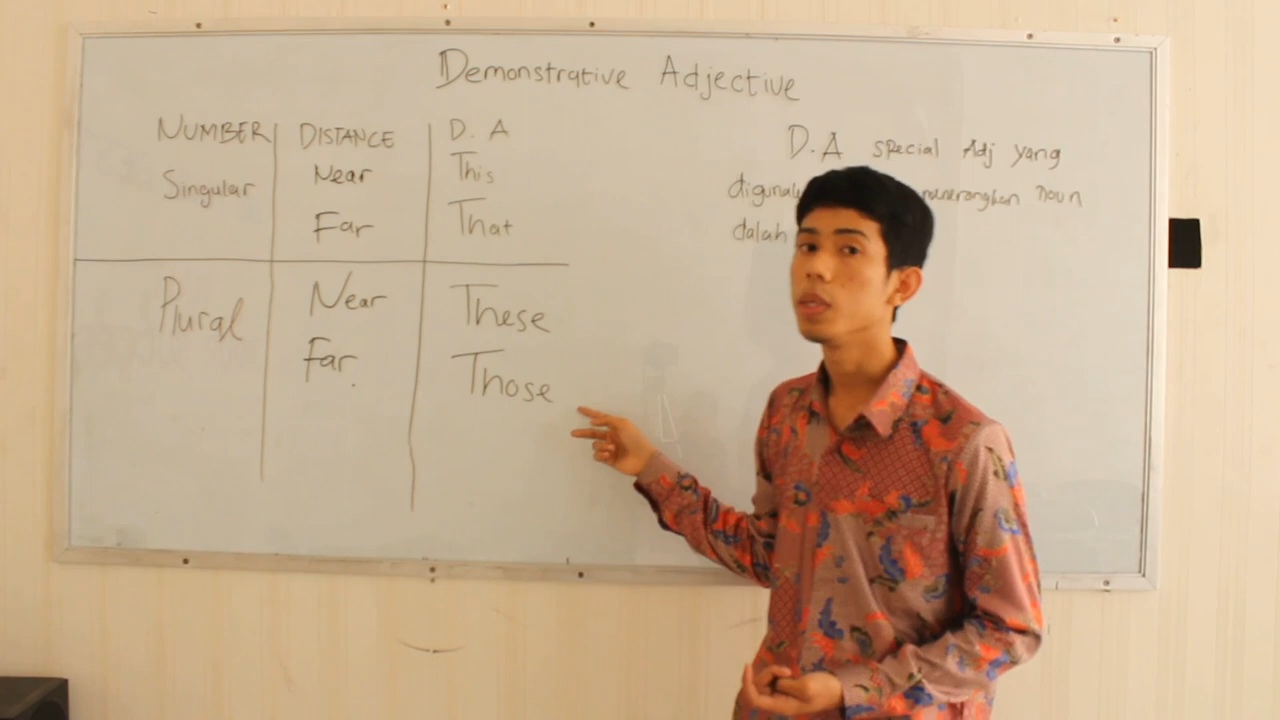 Demonstrative Adjective
NUMBER DISTANCE D. A
Singular Near This
Far That
Plural Near These
Far. Those
D. A special Adj yang
menerangkan noun
dalah